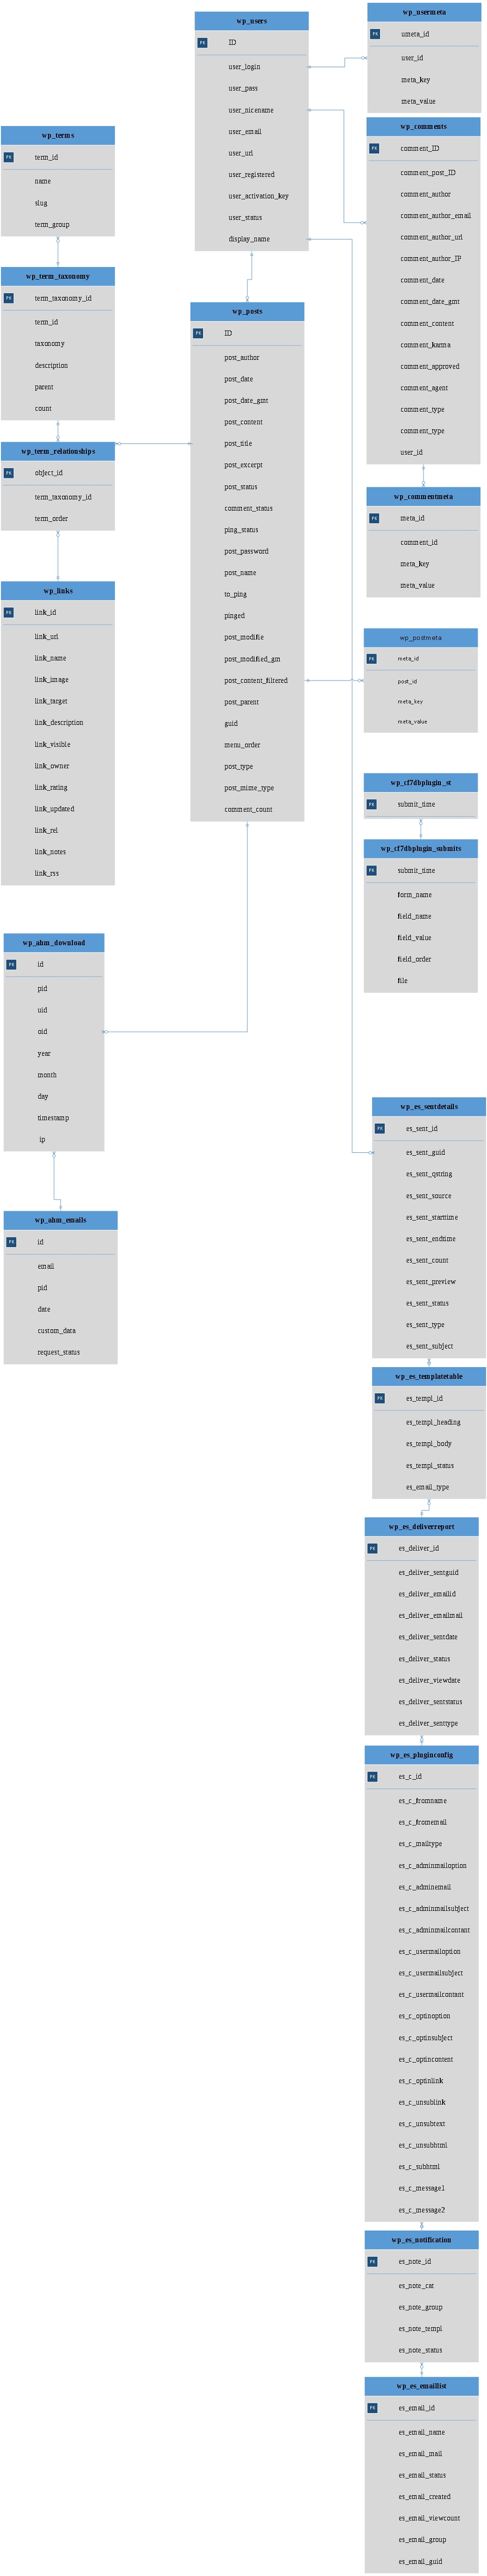 wp_users
PK ID
user_login
user_pass
user_nicename
user_email
user_url
user_registered
user_activation_key
user_status
display_name
wp_usermeta
PK umeta_id
user_id
meta_key
meta_value
wp_comments
PK comment_ID
comment_post_ID
comment_author
comment_author_email
comment_author_url
comment_author_IP
comment_date
comment_date_gmt
comment_content
comment_karma
comment_approved
comment_agent
comment_type
comment_type
user_id
wp_terms
PK term_id
name
slug
term_group
wp_term_taxonomy
PK term_taxonomy_id
term_id
taxonomy
description
parent
count
wp_term_relationships
PK object_id
term_taxonomy_id
term_order
wp_links
PK link_id
link_url
link_name
link_image
link_target
link_description
link_visible
link_owner
link_rating
link_updated
link_rel
link_notes
link_rss
wp_posts
PK ID
post_author
post_date
post_date_gmt
post_content
post_title
post_excerpt
post_status
comment_status
ping_status
post_password
post_name
to_ping
pinged
post_modifie
post_modified_gm
post_content_filtered
post_parent
guid
menu_order
post_type
post_mime_type
comment_count
wp_commentmeta
PK meta_id
comment_id
meta_key
meta_value
wp_postmeta
PK meta_id
post_id
meta_key
meta_value
wp_cf7dbplugin_st
PK submit_time
wp_cf7dbplugin_submits
PK submit_time
form_name
field_name
field_value
field_order
file
wp_ahm_download
PK id
pid
uid
oid
year
month
day
timestamp
ip
wp_ahm_emails
PK id
email
pid
date
custom_data
request_status
wp_es_sentdetails
PK es_sent_id
es_sent_guid
es_sent_qstring
es_sent_source
es_sent_starttime
es_sent_endtime
es_sent_count
es_sent_preview
es_sent_status
es_sent_type
es_sent_subject
wp_es_templatetable
PK es_templ_id
es_templ_heading
es_templ_body
es_templ_status
es_email_type
wp_es_deliverreport
PK es_deliver_id
es_deliver_sentguid
es_deliver_emailid
es_deliver_emailmail
es_deliver_sentdate
es_deliver_status
es_deliver_viewdate
es_deliver_sentstatus
es_deliver_senttype
wp_es_pluginconfig
PK es_c_id
es_c_fromname
es_c_fromemail
es_c_mailtype
es_c_adminmailoption
es_c_adminemail
es_c_adminmailsubject
es_c_adminmailcontant
es_c_usermailoption
es_c_usermailsubject
es_c_usermailcontant
es_c_optinoption
es_c_optinsubject
es_c_optincontent
es_c_optinlink
es_c_unsublink
es_c_unsubtext
es_c_unsubhtml
es_c_subhtml
es_c_message1
es_c_message2
wp_es_notification
PK es_note_id
es_note_cat
es_note_group
es_note_templ
es_note_status
wp_es_emaillist
PK es_email_id
es_email_name
es_email_mail
es_email_status
es_email_created
es_email_viewcount
es_email_group
es_email_guid